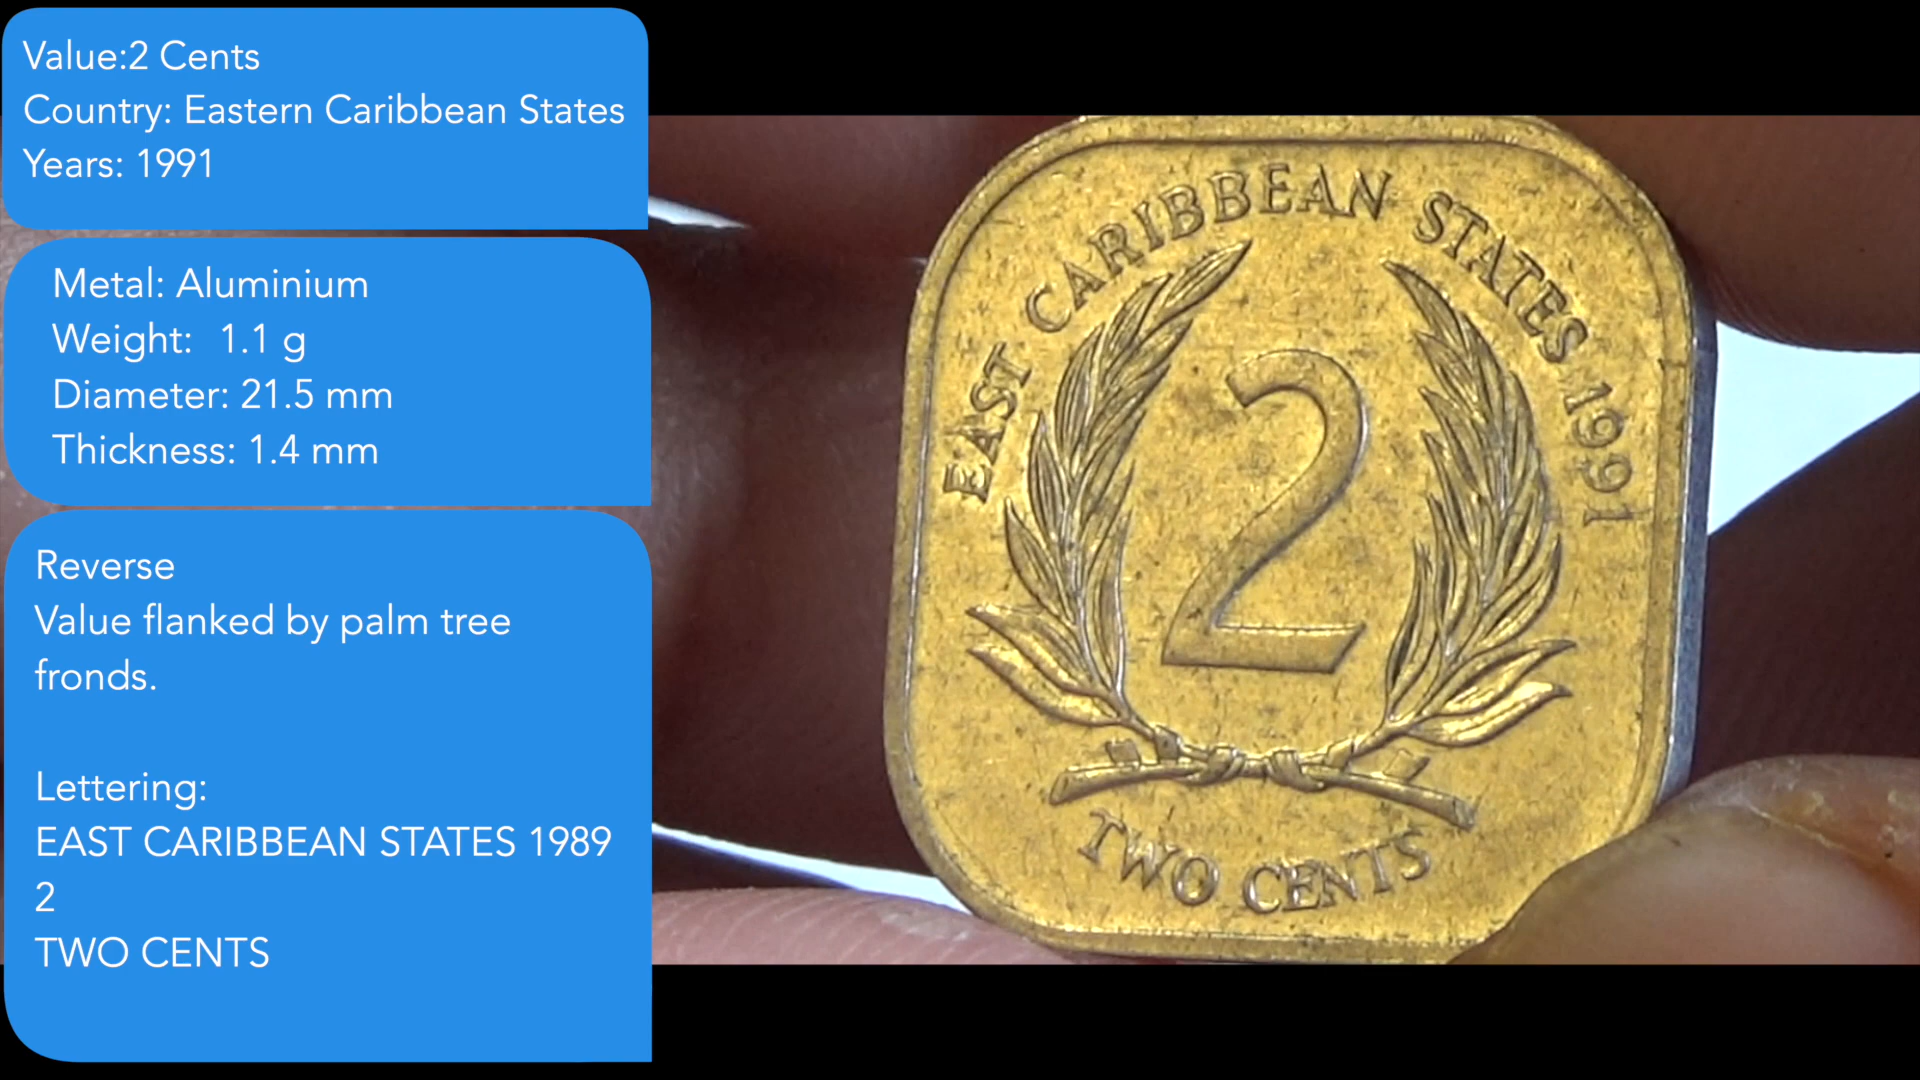 Value:2 Cents
Country: Eastern Caribbean States
Years: 1991
Metal: Aluminium
Weight: 1.1 g
Diameter: 21.5 mm
Thickness: 1.4 mm
Reverse
Value flanked by palm tree
fronds.
Lettering:
EAST CARIBBEAN STATES 1989
2
TWO CENTS
EAST CARIBBEAN STATES 1991
2
TWO CENTS